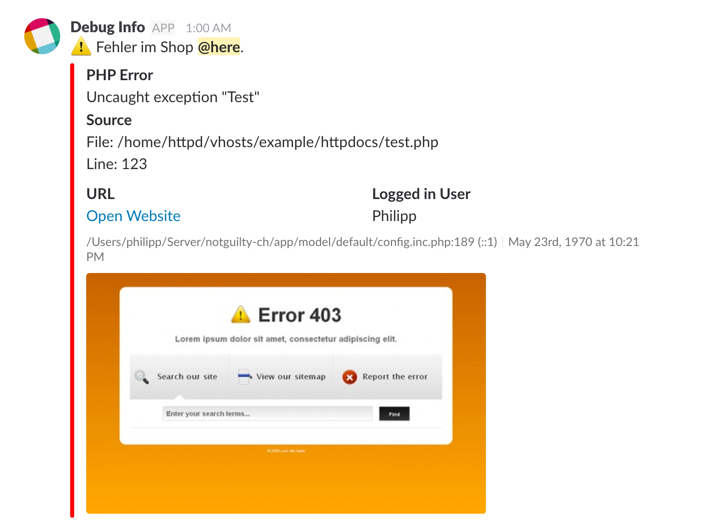 Debug Info APP 1:00 AM
Fehler im Shop @here.
PHP Error
Uncaught exception "Test"
Source
File: /home/httpd/vhosts/example/httpdocs/test.php
Line: 123
URL
Open Website
Logged in User
Philipp
/Users/philipp/Server/notguilty-ch/app/model/default/config.inc.php:189 (::1) | May 23rd, 1970 at 10:21
PM
Error 403
Lorem ipsum dolor sit amet, consectetur adipiscing elit.
Search our site
View our sitemap
Report the error
Enter your search terms...
Find
your site name